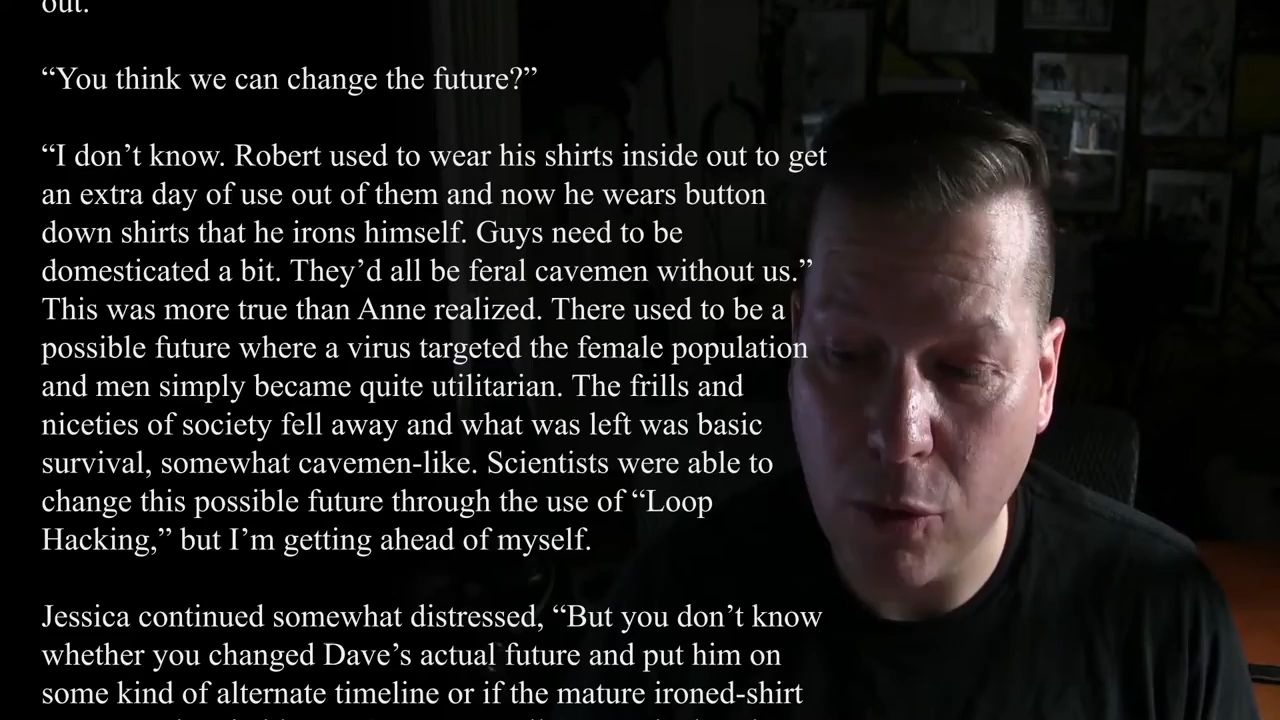 out.
“You think we can change the future?”
“I don’t know. Robert used to wear his shirts inside out to get
an extra day of use out of them and now he wears button
down shirts that he irons himself. Guys need to be
domesticated a bit. They’d all be feral cavemen without us.”
This was more true than Anne realized. There used to be a
possible future where a virus targeted the female population
and men simply became quite utilitarian. The frills and
niceties of society fell away and what was left was basic
survival, somewhat cavemen-like. Scientists were able to
change this possible future through the use of “Loop
Hacking,” but I’m getting ahead of myself.
Jessica continued somewhat distressed, “But you don’t know
whether you changed Dave’s actual future and put him on
some kind of alternate timeline or if the mature ironed-shirt